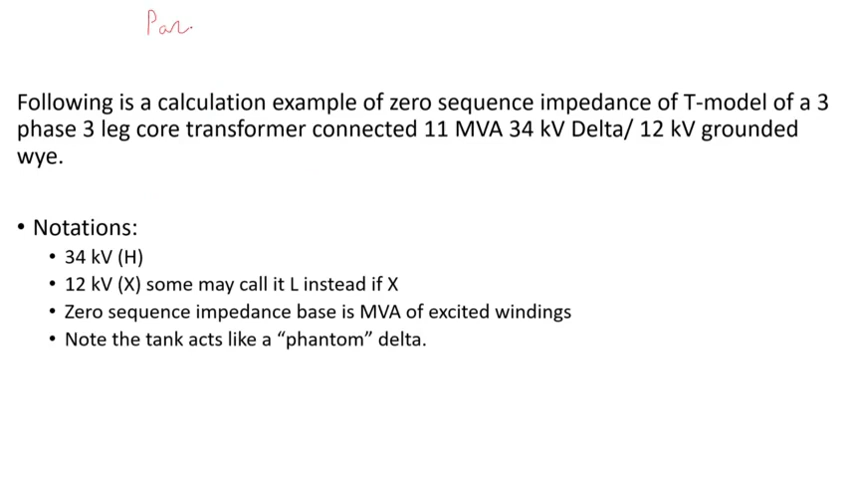 Par
Following is a calculation example of zero sequence impedance of T-model of a 3
phase 3 leg core transformer connected 11 MVA 34 kV Delta/ 12 kV grounded
wye.
• Notations:
• 34 kV (H)
• 12 kV (X) some may call it L instead if X
• Zero sequence impedance base is MVA of excited windings
• Note the tank acts like a “phantom” delta.